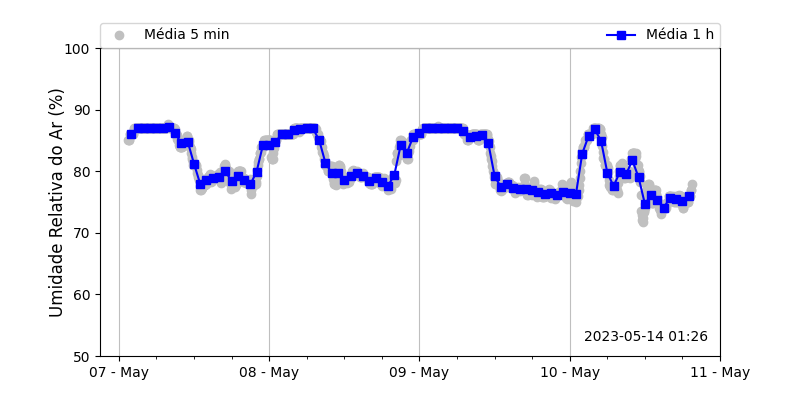 Média 5 min
Média 1 h
Umidade Relativa do Ar (%)
100
90
80
70
60
50
2023-05-14 01:26
07 - May
08 - May
09 - May
10 - May
11 - May